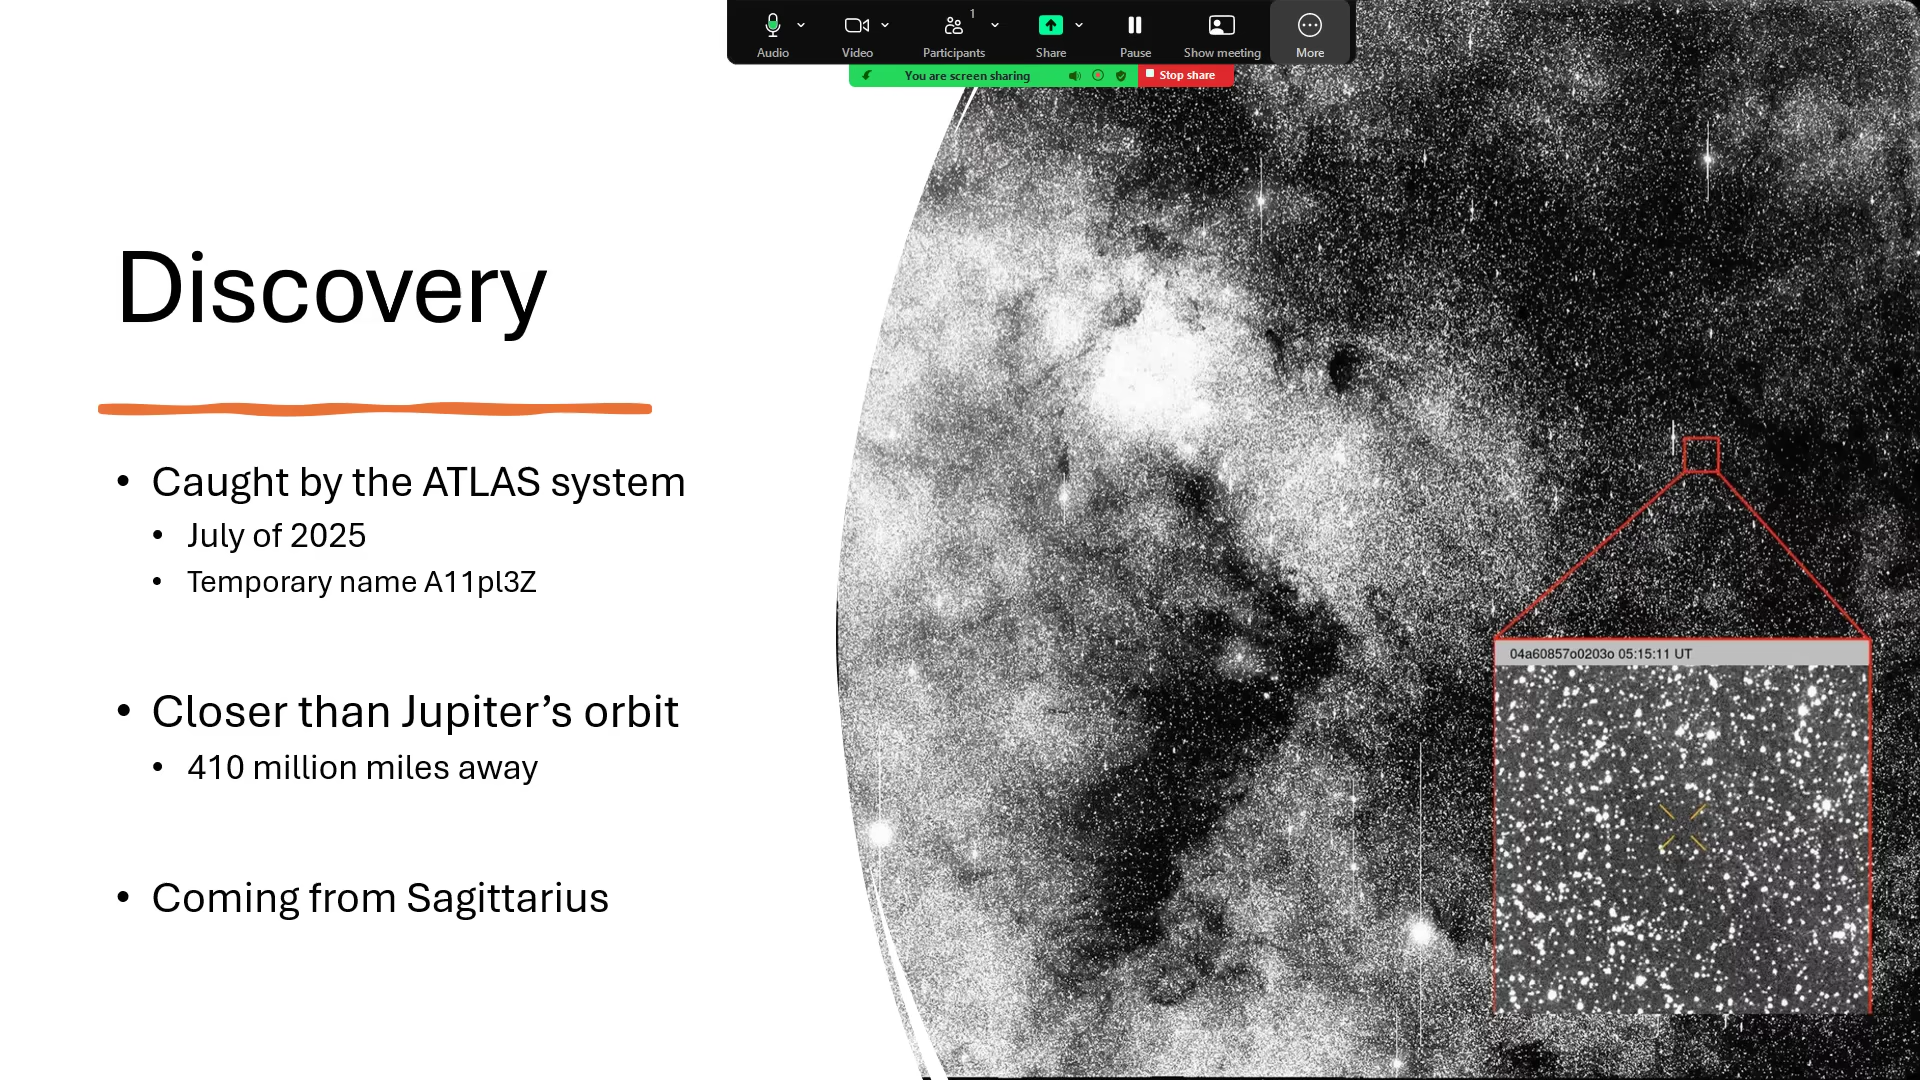 1
Audio
Video
Participants
Share
Pause
Show meeting
More
You are screen sharing
Stop share
Discovery
• Caught by the ATLAS system
• July of 2025
• Temporary name A11pl3Z
• Closer than Jupiter’s orbit
• 410 million miles away
• Coming from Sagittarius
04a60857o0203o 05:15:11 UT